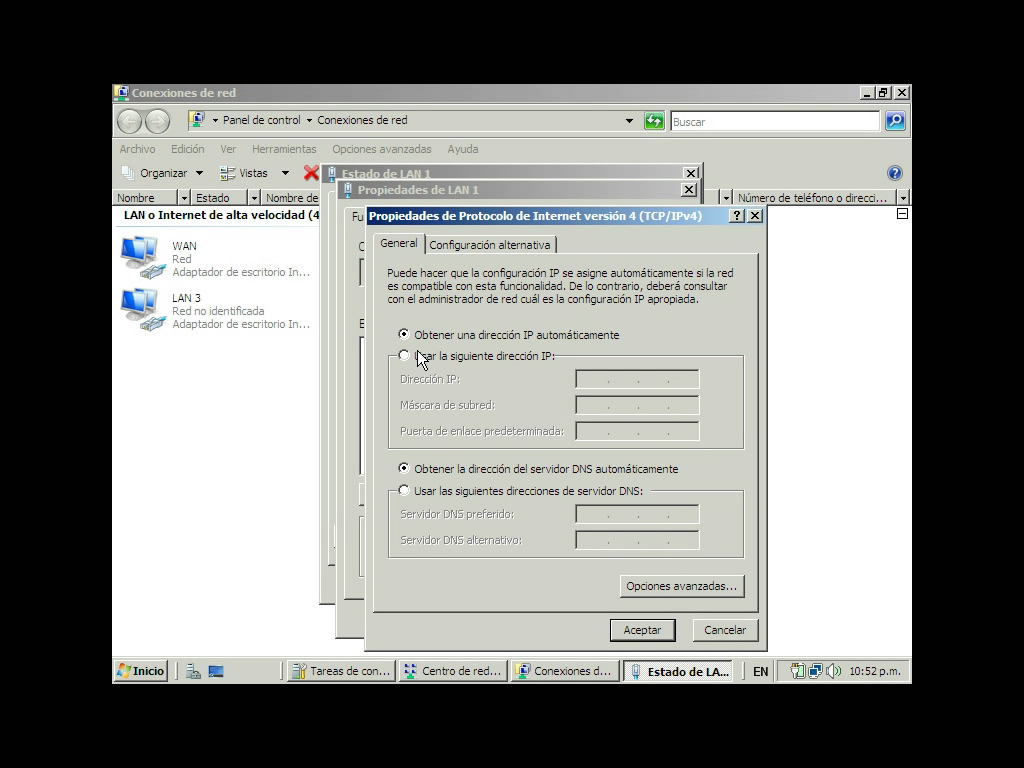 Conexiones de red
Panel de control
Conexiones de red
Buscar
Archivo Edición Ver Herramientas Opciones avanzadas Ayuda
Organizar Vistas
Estado de LAN 1
Propiedades de LAN 1
Nombre Estado Nombre de Número de teléfono o direcci...
LAN o Internet de alta velocidad (4
WAN
Red
Adaptador de escritorio In...
LAN 3
Red no identificada
Adaptador de escritorio In...
Fu
Propiedades de Protocolo de Internet versión 4 (TCP/IPv4)
General Configuración alternativa
Puede hacer que la configuración IP se asigne automáticamente si la red
es compatible con esta funcionalidad. De lo contrario, deberá consultar
con el administrador de red cuál es la configuración IP apropiada.
Obtener una dirección IP automáticamente
la siguiente dirección IP:
Dirección IP:
Máscara de subred:
Puerta de enlace predeterminada:
Obtener la dirección del servidor DNS automáticamente
Usar las siguientes direcciones de servidor DNS:
Servidor DNS preferido:
Servidor DNS alternativo:
Opciones avanzadas...
Aceptar Cancelar
Inicio Tareas de con... Centro de red... Conexiones d... Estado de LA... EN 10:52 p.m.